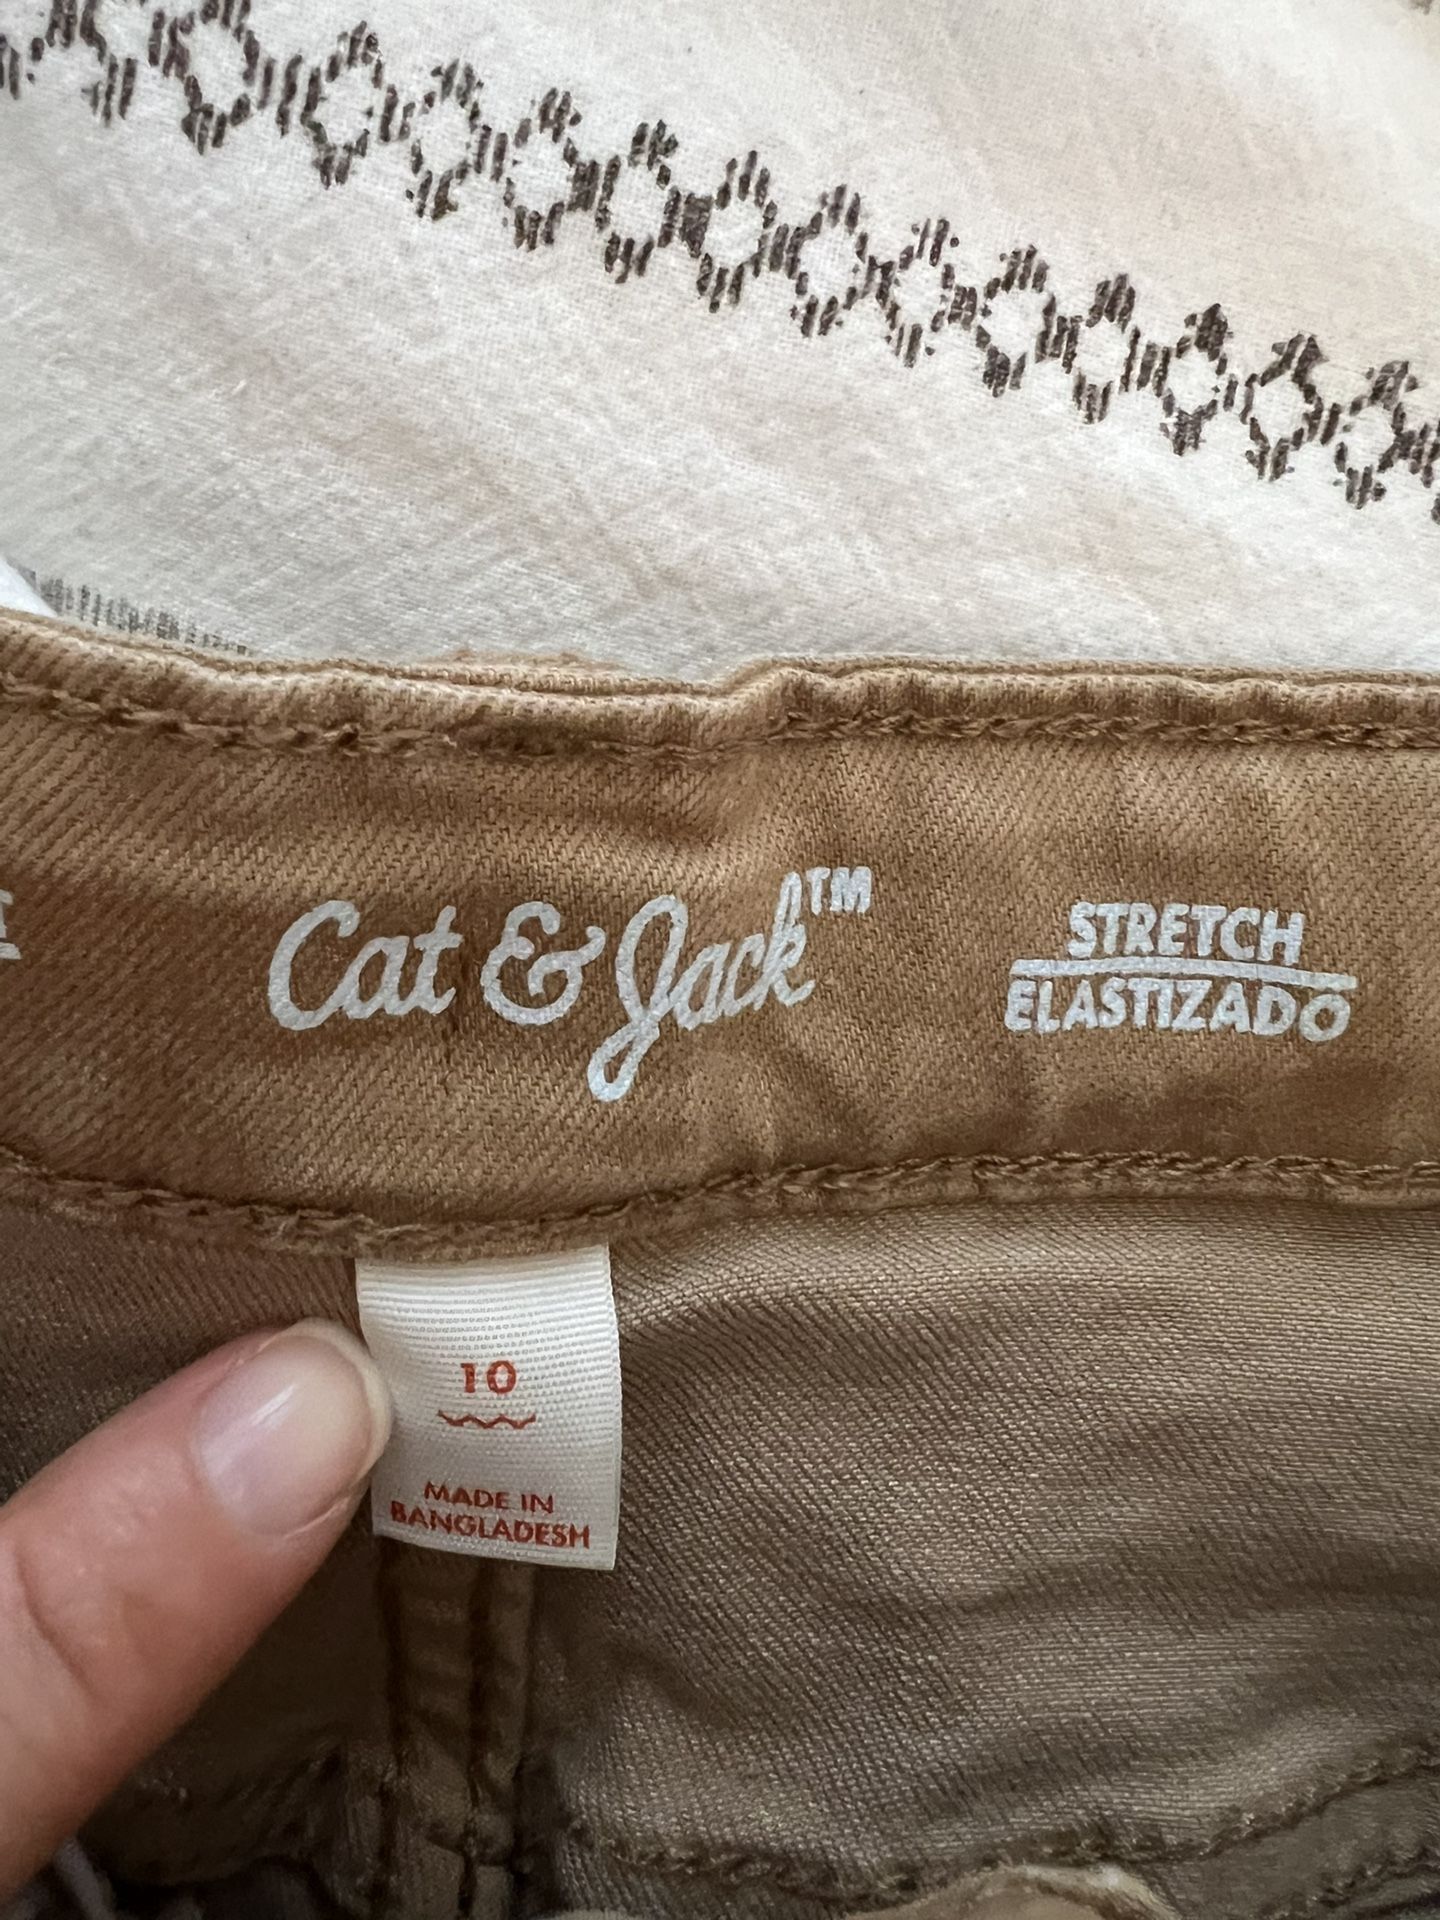 Cat & Jack™
STRETCH
ELASTIZADO
10
MADE IN
BANGLADESH